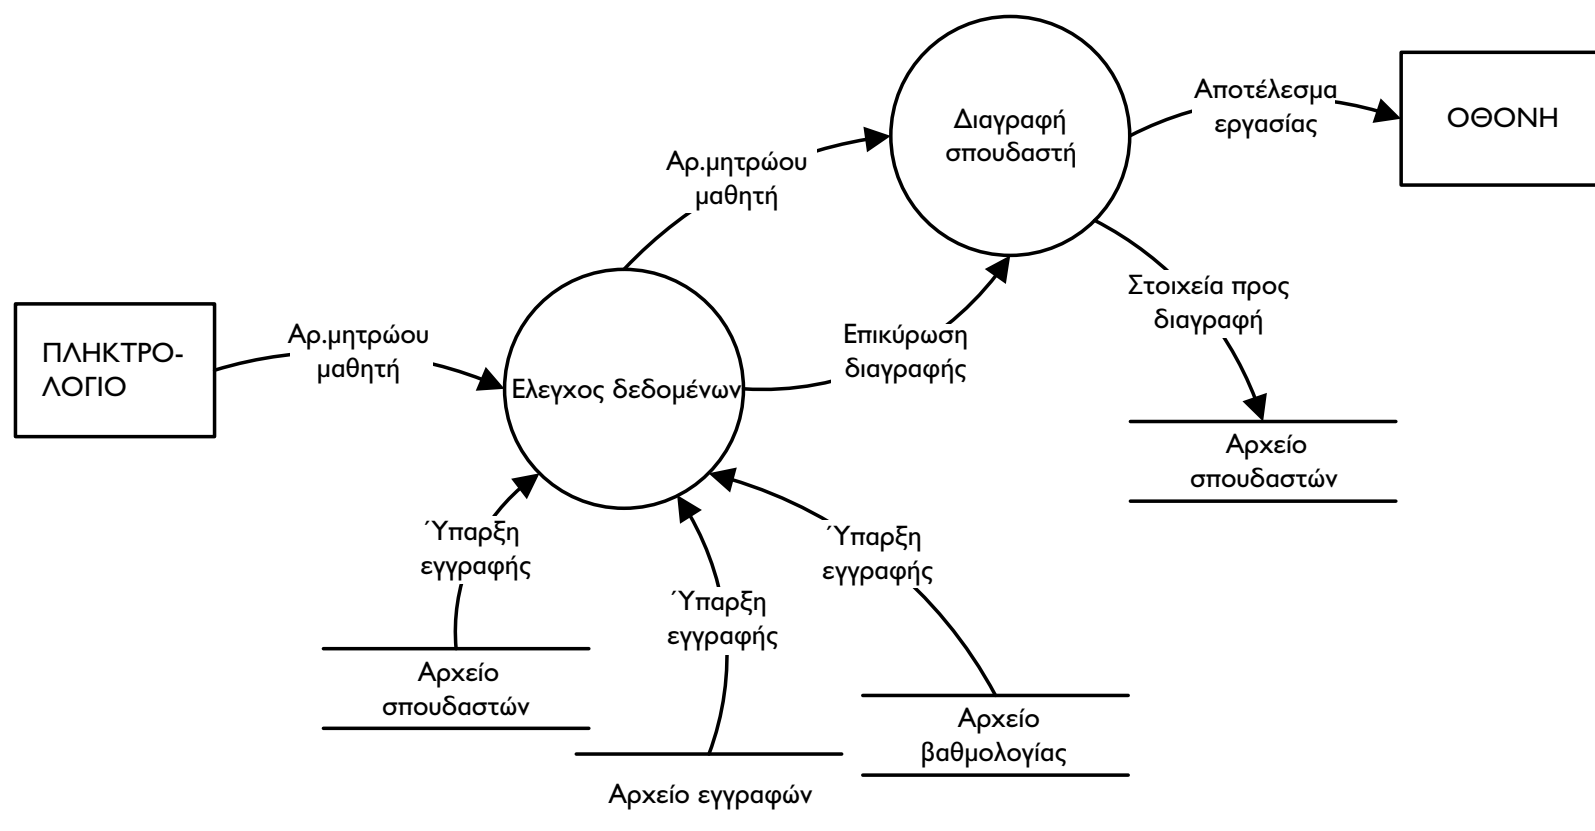 Διαγραφή
σπουδαστή
Αποτέλεσμα
εργασίας
ΟΘΟΝΗ
Αρ.μητρώου
μαθητή
Στοιχεία προς
διαγραφή
ΠΛΗΚΤΡΟ-
ΛΟΓΙΟ
Αρ.μητρώου
μαθητή
Ελεγχος δεδομένων
Επικύρωση
διαγραφής
Αρχείο
σπουδαστών
Ύπαρξη
εγγραφής
Ύπαρξη
εγγραφής
Ύπαρξη
εγγραφής
Αρχείο
σπουδαστών
Αρχείο εγγραφών
Αρχείο
βαθμολογίας